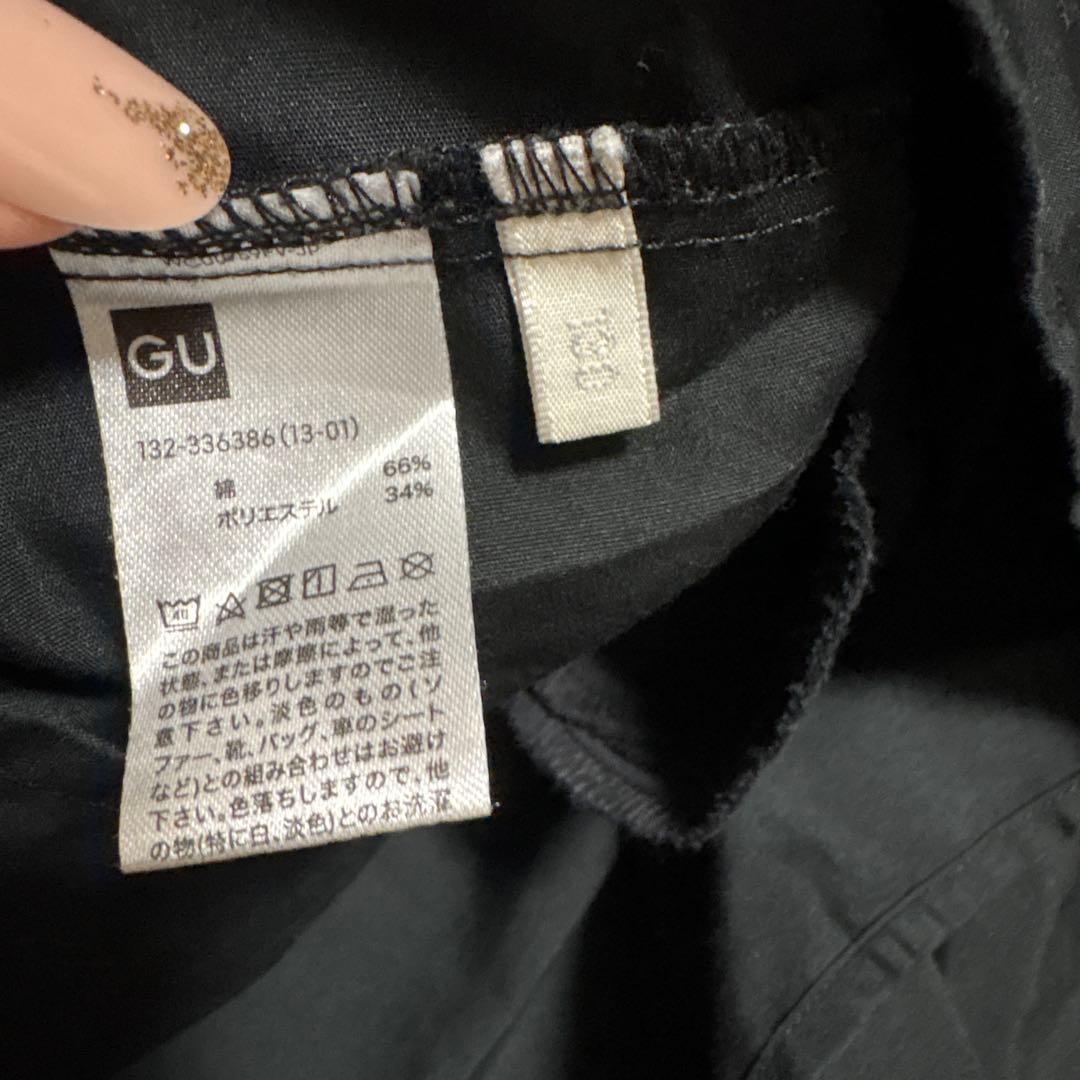 GU
132-336386(13-01)
綿 66%
ポリエステル 34%
40
この商品は汗や雨等で湿った
状態、または摩擦によって、他
の物に色移りしますのでご注
意下さい。淡色のもの(ソ
ファー、靴、バッグ、車のシート
など)との組み合わせはお避け
下さい。色落ちしますので、他
の物(特に白、淡色)とのお洗濯